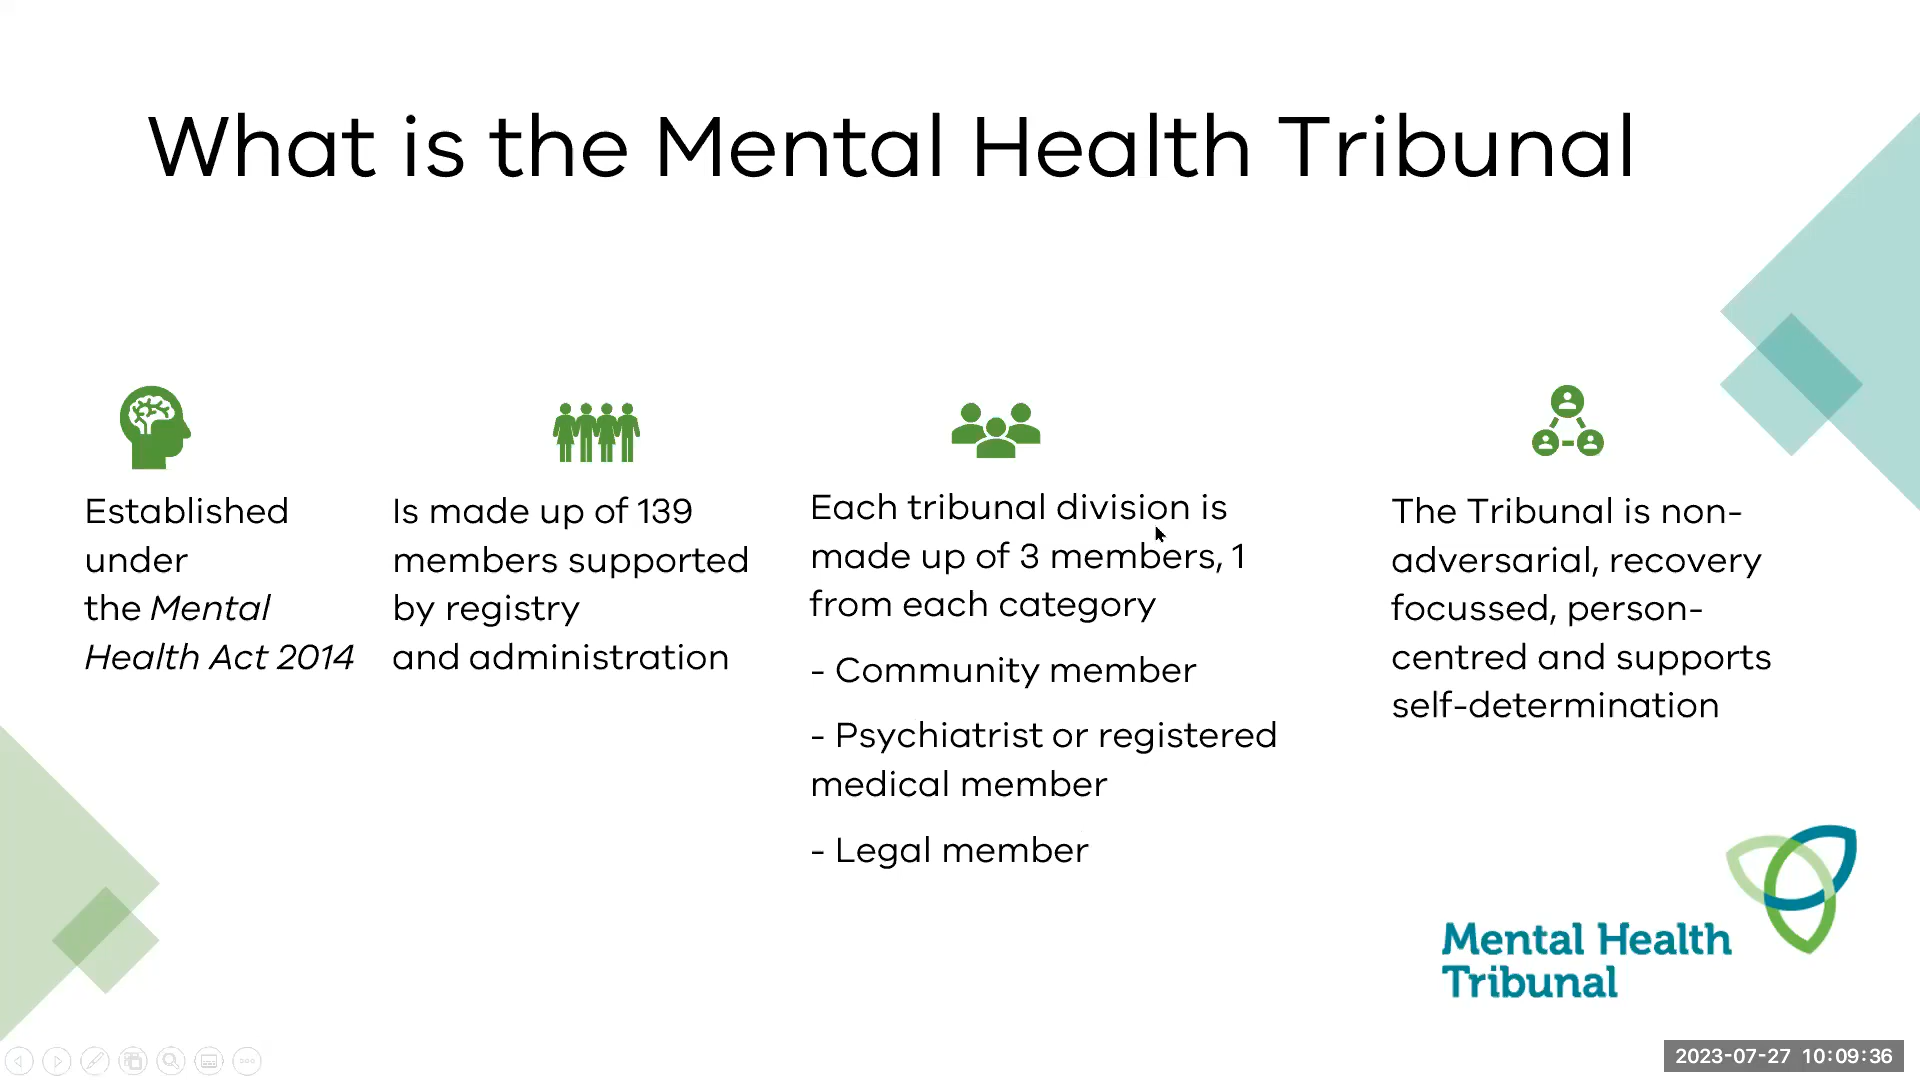 What is the Mental Health Tribunal
Established
under
the Mental
Health Act 2014
Is made up of 139
members supported
by registry
and administration
Each tribunal division is
made up of 3 members, 1
from each category
- Community member
- Psychiatrist or registered
medical member
- Legal member
The Tribunal is non-
adversarial, recovery
focussed, person-
centred and supports
self-determination
Mental Health
Tribunal
2023-07-27 10:09:36